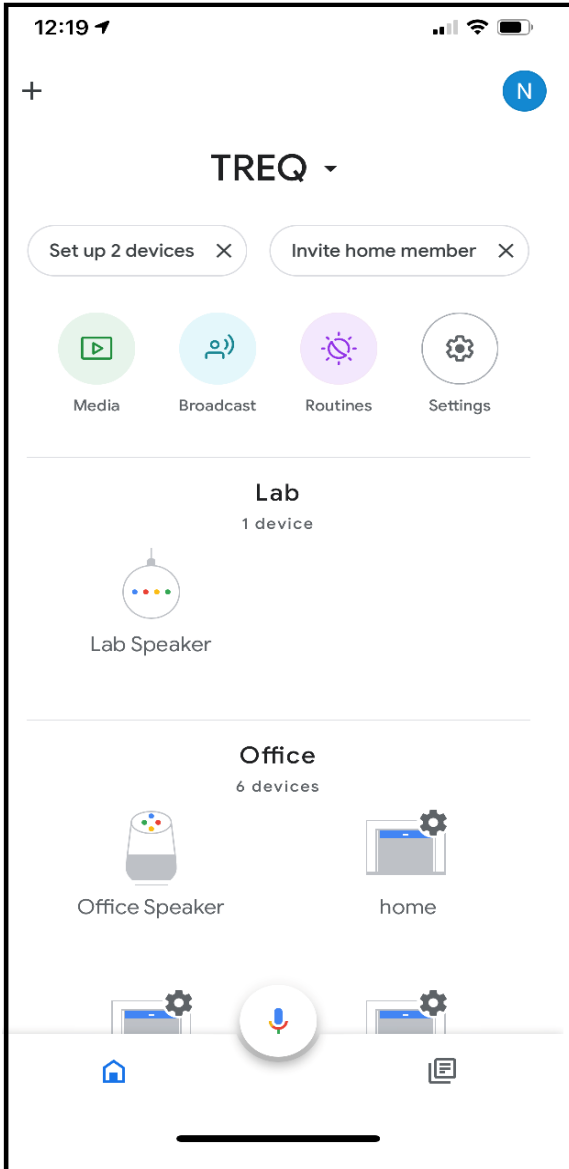 12:19
N
TREQ
Set up 2 devices
Invite home member
Media Broadcast Routines Settings
Lab
1 device
Lab Speaker
Office
6 devices
Office Speaker home